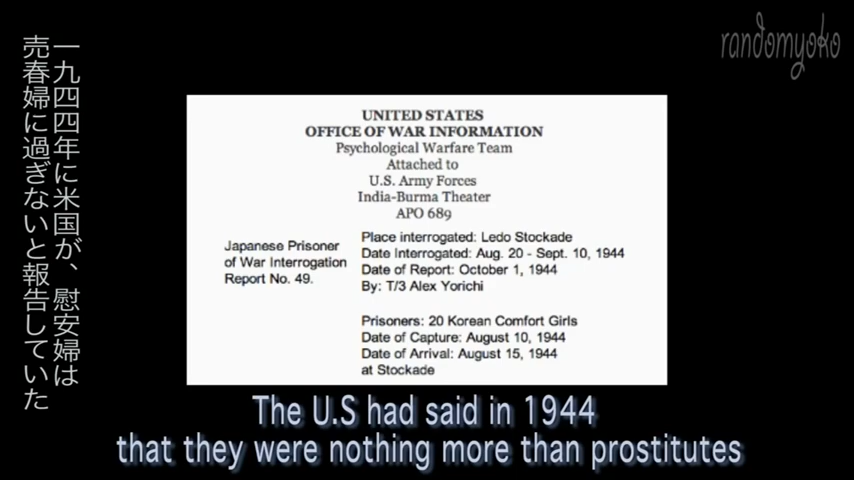 randomyoko
一九四四年に米国が、慰安婦は
売春婦に過ぎないと報告していた
UNITED STATES
OFFICE OF WAR INFORMATION
Psychological Warfare Team
Attached to
U.S. Army Forces
India-Burma Theater
APO 689
Japanese Prisoner
of War Interrogation
Report No. 49.
Place interrogated: Ledo Stockade
Date Interrogated: Aug. 20 - Sept. 10, 1944
Date of Report: October 1, 1944
By: T/3 Alex Yorichi
Prisoners: 20 Korean Comfort Girls
Date of Capture: August 10, 1944
Date of Arrival: August 15, 1944
at Stockade
The U.S had said in 1944
that they were nothing more than prostitutes